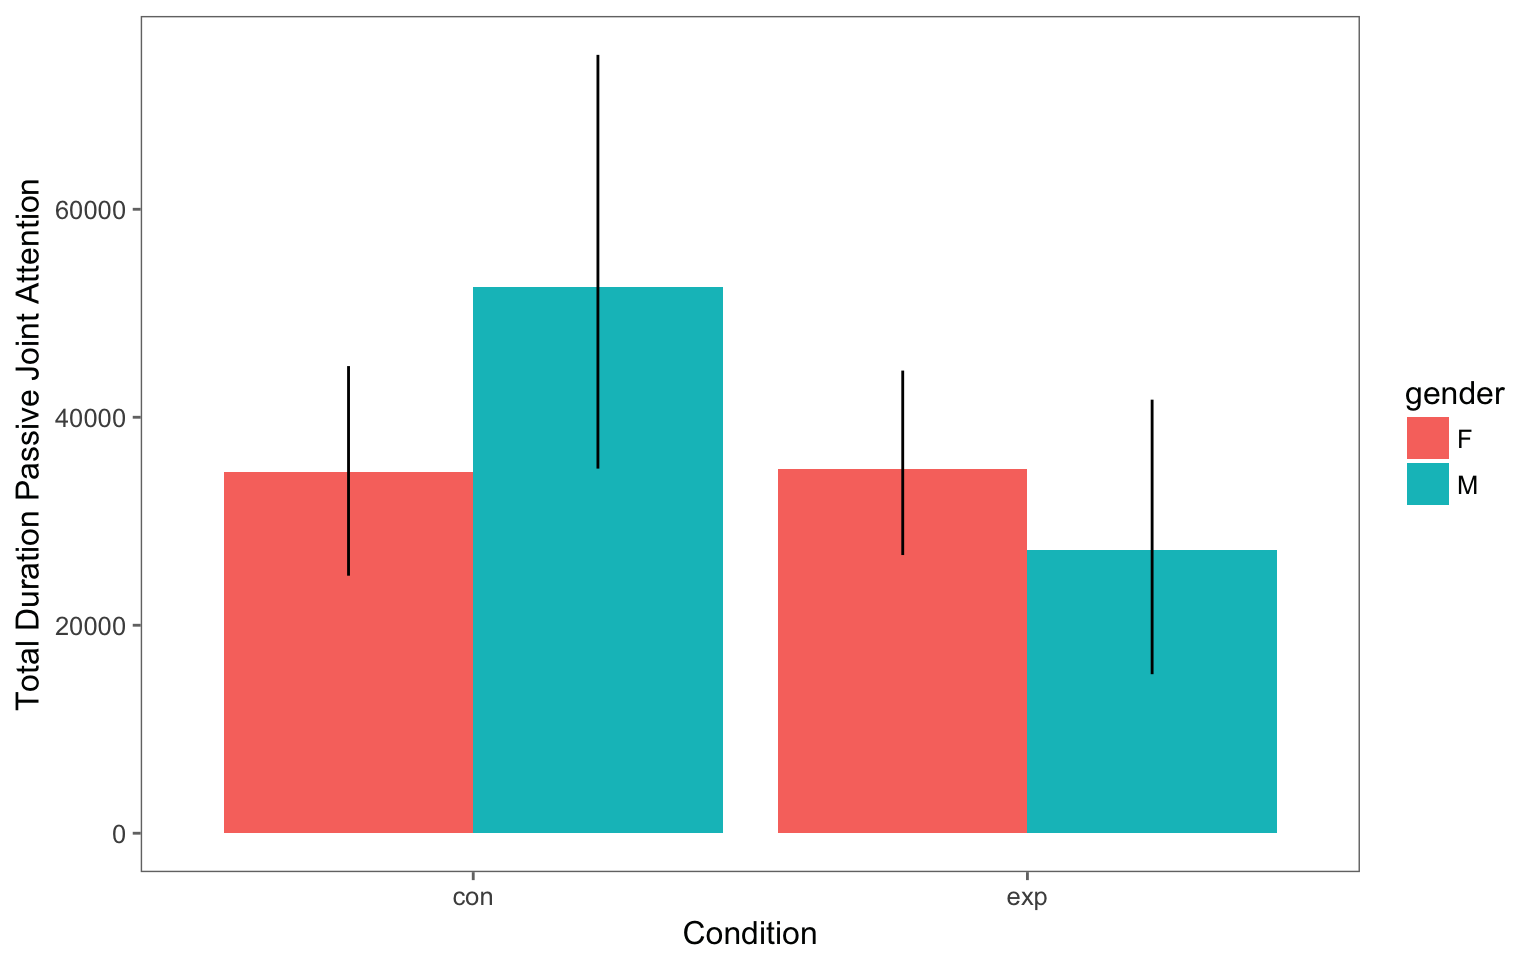 Total Duration Passive Joint Attention
60000
40000
20000
0
con
exp
Condition
gender
F
M